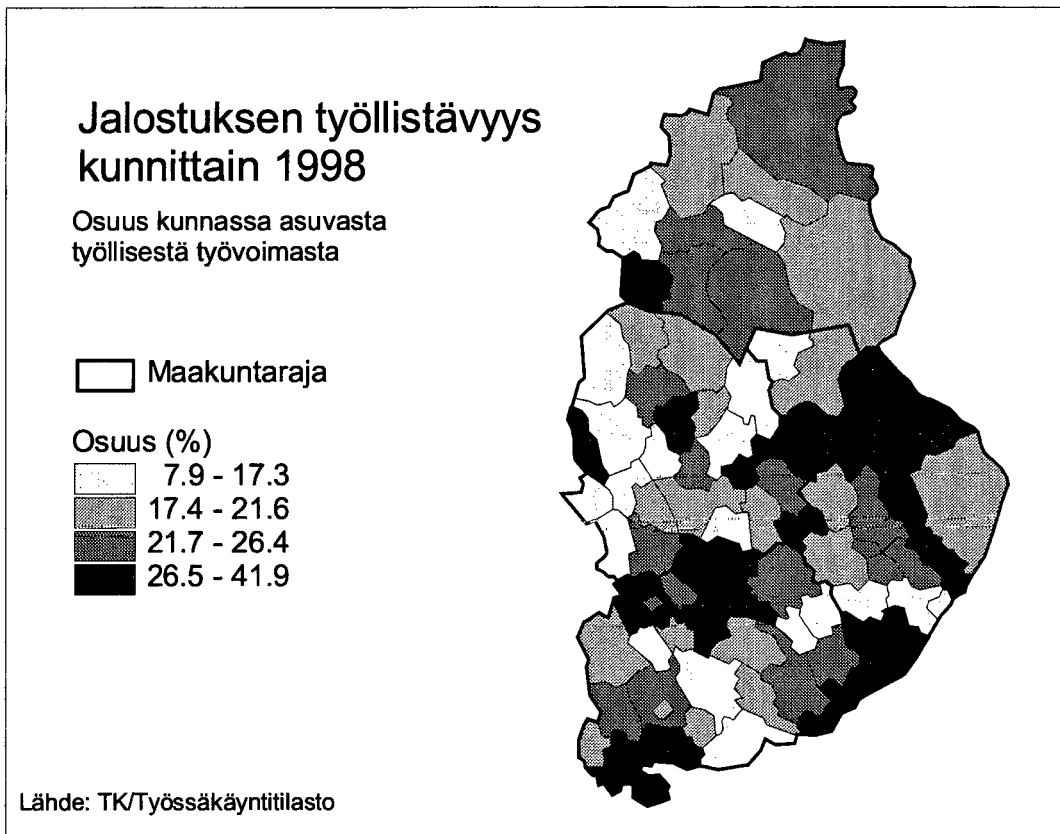 Jalostuksen työllistävyys
kunnittain 1998
Osuus kunnassa asuvasta
työllisestä työvoimasta
Maakuntaraja
Osuus (%)
7.9 - 17.3
17.4 - 21.6
21.7 - 26.4
26.5 - 41.9
Lähde: TK/Työssäkäyntitilasto